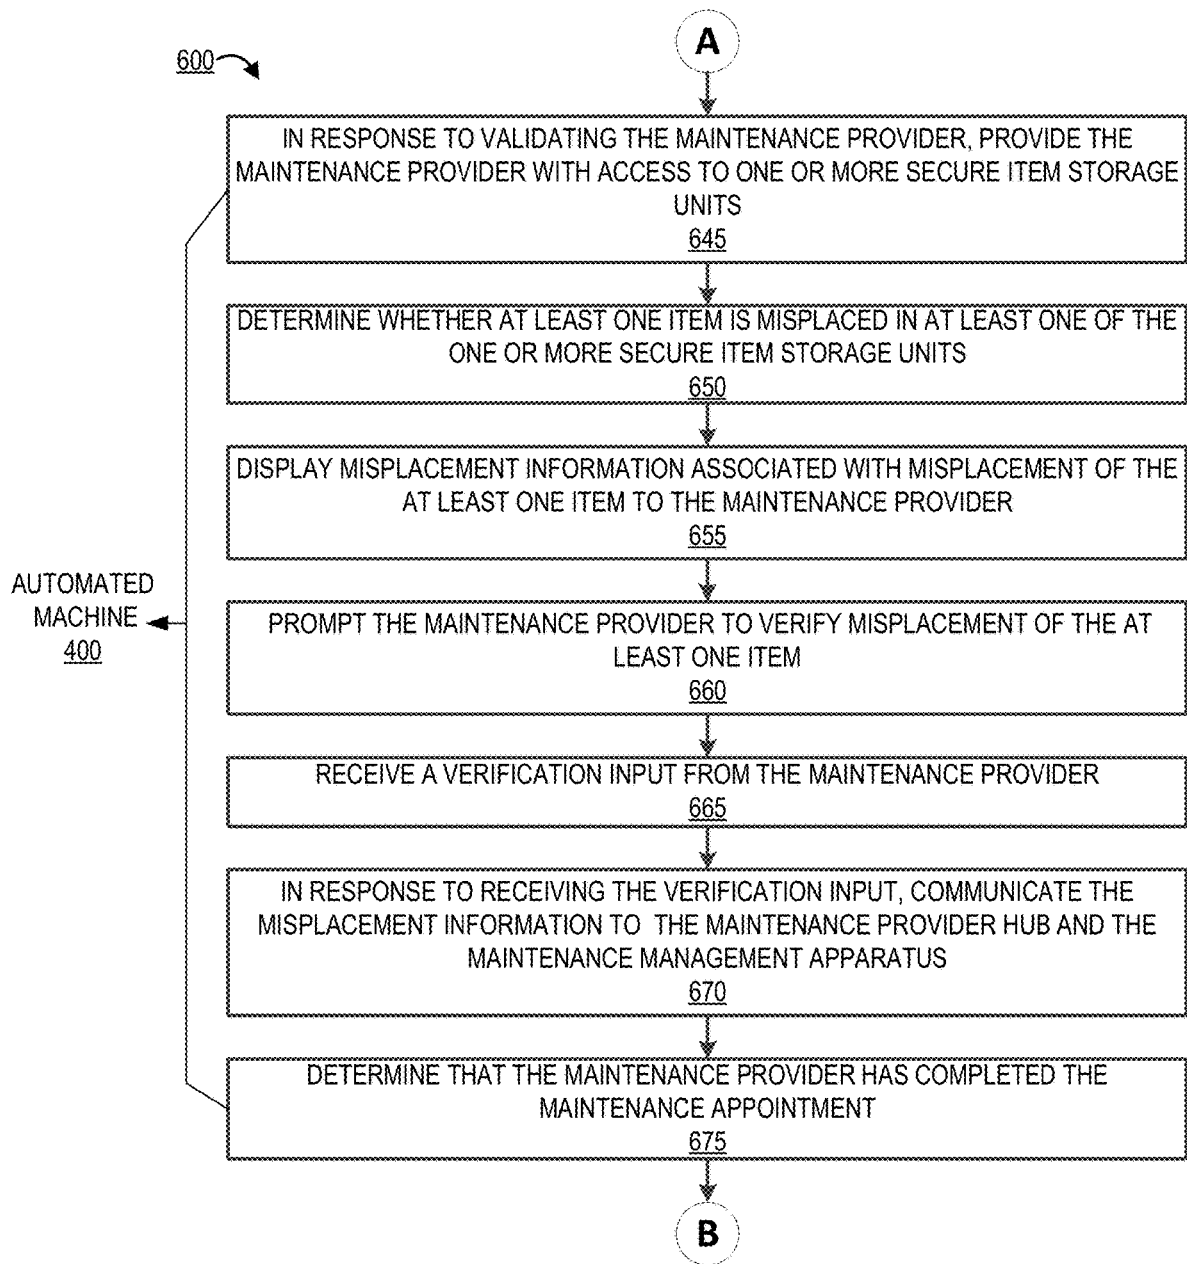 A
600
IN RESPONSE TO VALIDATING THE MAINTENANCE PROVIDER, PROVIDE THE
MAINTENANCE PROVIDER WITH ACCESS TO ONE OR MORE SECURE ITEM STORAGE
UNITS
645
DETERMINE WHETHER AT LEAST ONE ITEM IS MISPLACED IN AT LEAST ONE OF THE
ONE OR MORE SECURE ITEM STORAGE UNITS
650
DISPLAY MISPLACEMENT INFORMATION ASSOCIATED WITH MISPLACEMENT OF THE
AT LEAST ONE ITEM TO THE MAINTENANCE PROVIDER
655
AUTOMATED
MACHINE
400
PROMPT THE MAINTENANCE PROVIDER TO VERIFY MISPLACEMENT OF THE AT
LEAST ONE ITEM
660
RECEIVE A VERIFICATION INPUT FROM THE MAINTENANCE PROVIDER
665
IN RESPONSE TO RECEIVING THE VERIFICATION INPUT, COMMUNICATE THE
MISPLACEMENT INFORMATION TO THE MAINTENANCE PROVIDER HUB AND THE
MAINTENANCE MANAGEMENT APPARATUS
670
DETERMINE THAT THE MAINTENANCE PROVIDER HAS COMPLETED THE
MAINTENANCE APPOINTMENT
675
B